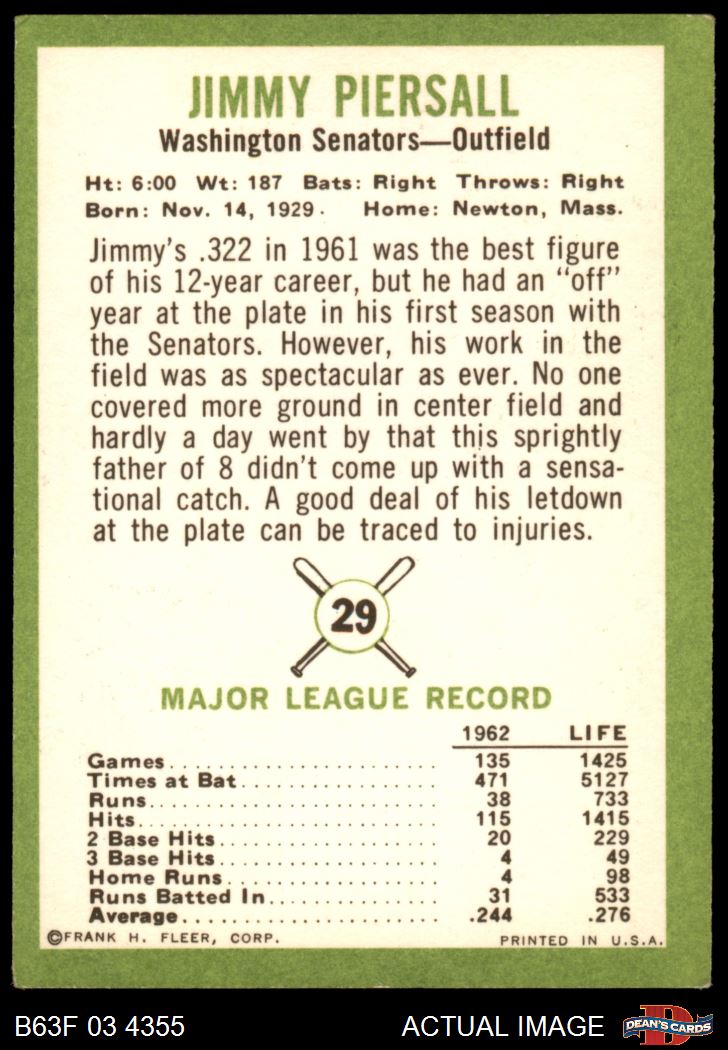 JIMMY PIERSALL
Washington Senators—Outfield
Ht: 6:00 Wt: 187 Bats: Right Throws: Right
Born: Nov. 14, 1929. Home: Newton, Mass.
Jimmy's .322 in 1961 was the best figure
of his 12-year career, but he had an "off"
year at the plate in his first season with
the Senators. However, his work in the
field was as spectacular as ever. No one
covered more ground in center field and
hardly a day went by that this sprightly
father of 8 didn't come up with a sensa-
tional catch. A good deal of his letdown
at the plate can be traced to injuries.
29
MAJOR LEAGUE RECORD
1962 LIFE
Games 135 1425
Times at Bat 471 5127
Runs 38 733
Hits 115 1415
2 Base Hits 20 229
3 Base Hits 4 49
Home Runs 4 98
Runs Batted In 31 533
Average .244 .276
©FRANK H. FLEER, CORP. PRINTED IN U.S.A.
B63F 03 4355 ACTUAL IMAGE D DEAN'S CARDS